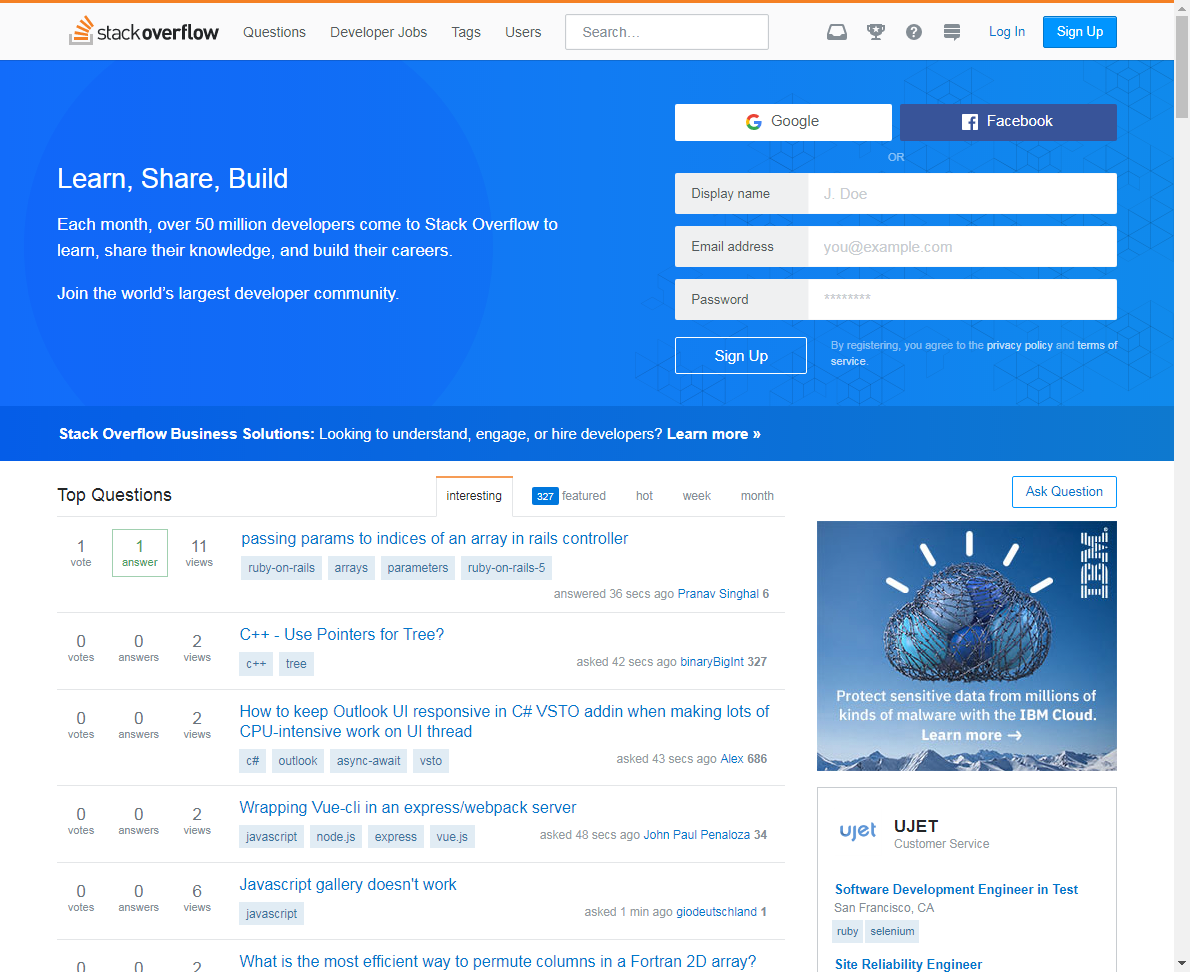 stackoverflow Questions Developer Jobs Tags Users Search... Log In Sign Up
Google Facebook
OR
Learn, Share, Build
Each month, over 50 million developers come to Stack Overflow to
learn, share their knowledge, and build their careers.
Join the world's largest developer community.
Display name J. Doe
Email address you@example.com
Password ********
Sign Up
By registering, you agree to the privacy policy and terms of
service.
Stack Overflow Business Solutions: Looking to understand, engage, or hire developers? Learn more »
Top Questions interesting 327 featured hot week month
1 vote 1 answer 11 views
passing params to indices of an array in rails controller
ruby-on-rails arrays parameters ruby-on-rails-5
answered 36 secs ago Pranav Singhal 6
0 votes 0 answers 2 views
C++ - Use Pointers for Tree?
c++ tree
asked 42 secs ago binaryBigInt 327
0 votes 0 answers 2 views
How to keep Outlook UI responsive in C# VSTO addin when making lots of
CPU-intensive work on UI thread
c# outlook async-await vsto
asked 43 secs ago Alex 686
0 votes 0 answers 2 views
Wrapping Vue-cli in an express/webpack server
javascript node.js express vue.js
asked 48 secs ago John Paul Penaloza 34
0 votes 0 answers 6 views
Javascript gallery doesn't work
javascript
asked 1 min ago giodeutschland 1
0 0 2
What is the most efficient way to permute columns in a Fortran 2D array?
Ask Question
IBM.
Protect sensitive data from millions of
kinds of malware with the IBM Cloud.
Learn more →
ujet UJET
Customer Service
Software Development Engineer in Test
San Francisco, CA
ruby selenium
Site Reliability Engineer